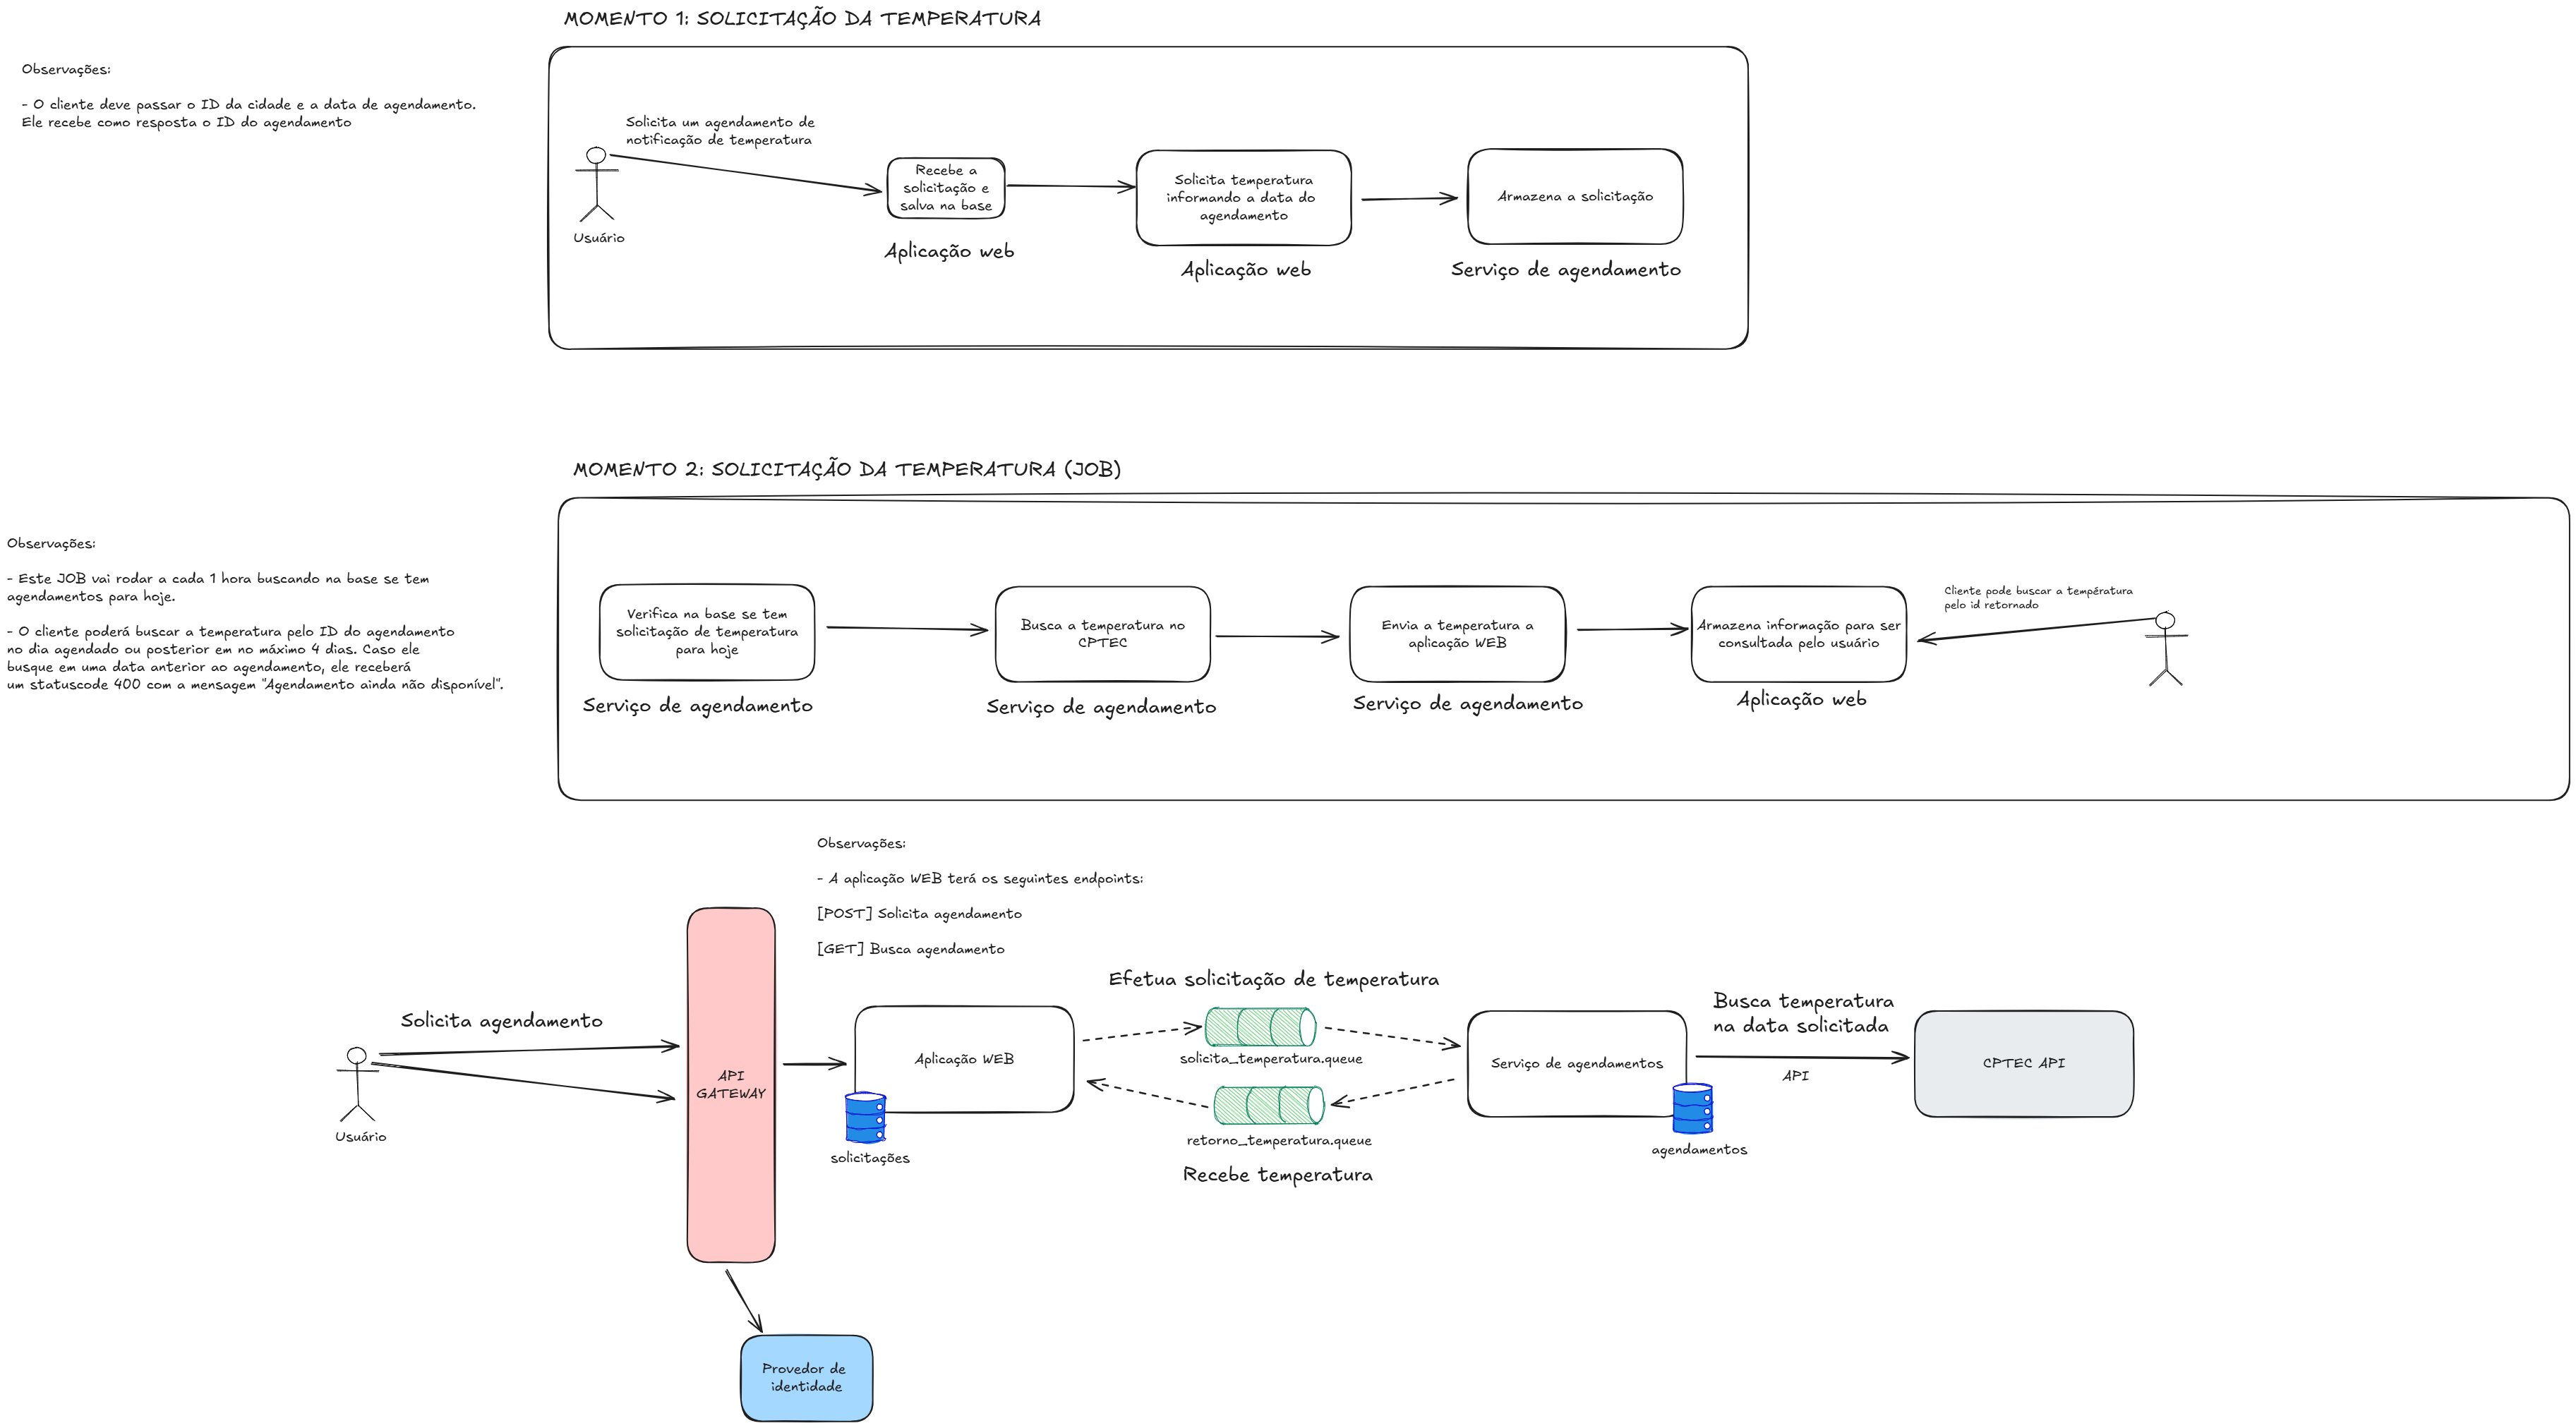 MOMENTO 1: SOLICITAÇÃO DA TEMPERATURA
Observações:
- O cliente deve passar o ID da cidade e a data de agendamento.
Ele recebe como resposta o ID do agendamento
Solicita um agendamento de
notificação de temperatura
Usuário
Recebe a
solicitação e
salva na base
Aplicação web
Solicita temperatura
informando a data do
agendamento
Aplicação web
Armazena a solicitação
Serviço de agendamento
MOMENTO 2: SOLICITAÇÃO DA TEMPERATURA (JOB)
Observações:
- Este JOB vai rodar a cada 1 hora buscando na base se tem
agendamentos para hoje.
- O cliente poderá buscar a temperatura pelo ID do agendamento
no dia agendado ou posterior em no máximo 4 dias. Caso ele
busque em uma data anterior ao agendamento, ele receberá
um statuscode 400 com a mensagem "Agendamento ainda não disponível".
Verifica na base se tem
solicitação de temperatura
para hoje
Serviço de agendamento
Busca a temperatura no
CPTEC
Serviço de agendamento
Envia a temperatura a
aplicação WEB
Serviço de agendamento
Armazena informação para ser
consultada pelo usuário
Aplicação web
Cliente pode buscar a tempértura
pelo id retornado
Observações:
- A aplicação WEB terá os seguintes endpoints:
[POST] Solicita agendamento
[GET] Busca agendamento
Solicita agendamento
Usuário
API
GATEWAY
Aplicação WEB
solicitações
Efetua solicitação de temperatura
solicita_temperatura.queue
retorno_temperatura.queue
Recebe temperatura
Serviço de agendamentos
agendamentos
Busca temperatura
na data solicitada
API
CPTEC API
Provedor de
identidade